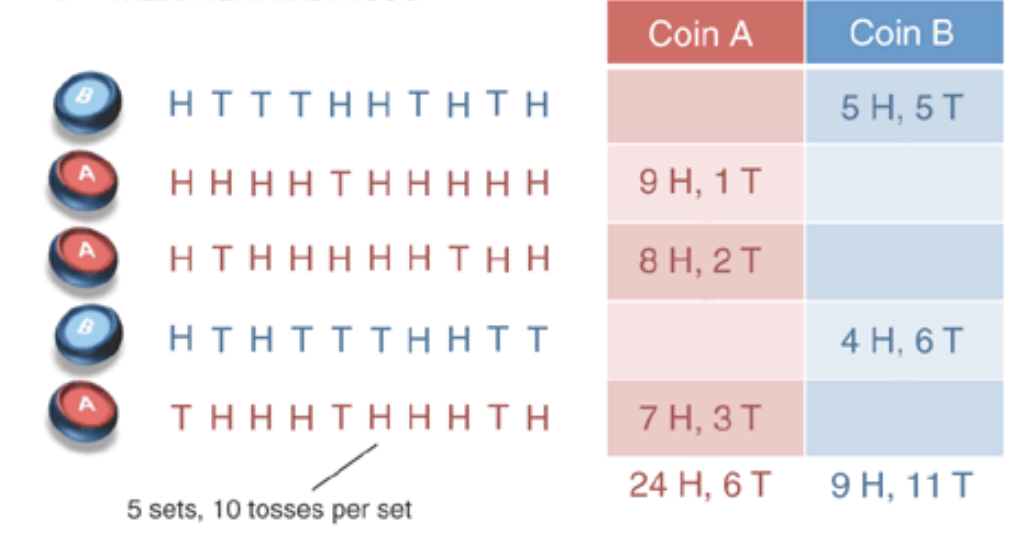 Coin A Coin B
B H T T T H H T H T H 5 H, 5 T
A H H H H T H H H H H 9 H, 1 T
A H T H H H H H T H H 8 H, 2 T
B H T H T T T H H T T 4 H, 6 T
A T H H H T H H H T H 7 H, 3 T
24 H, 6 T 9 H, 11 T
5 sets, 10 tosses per set